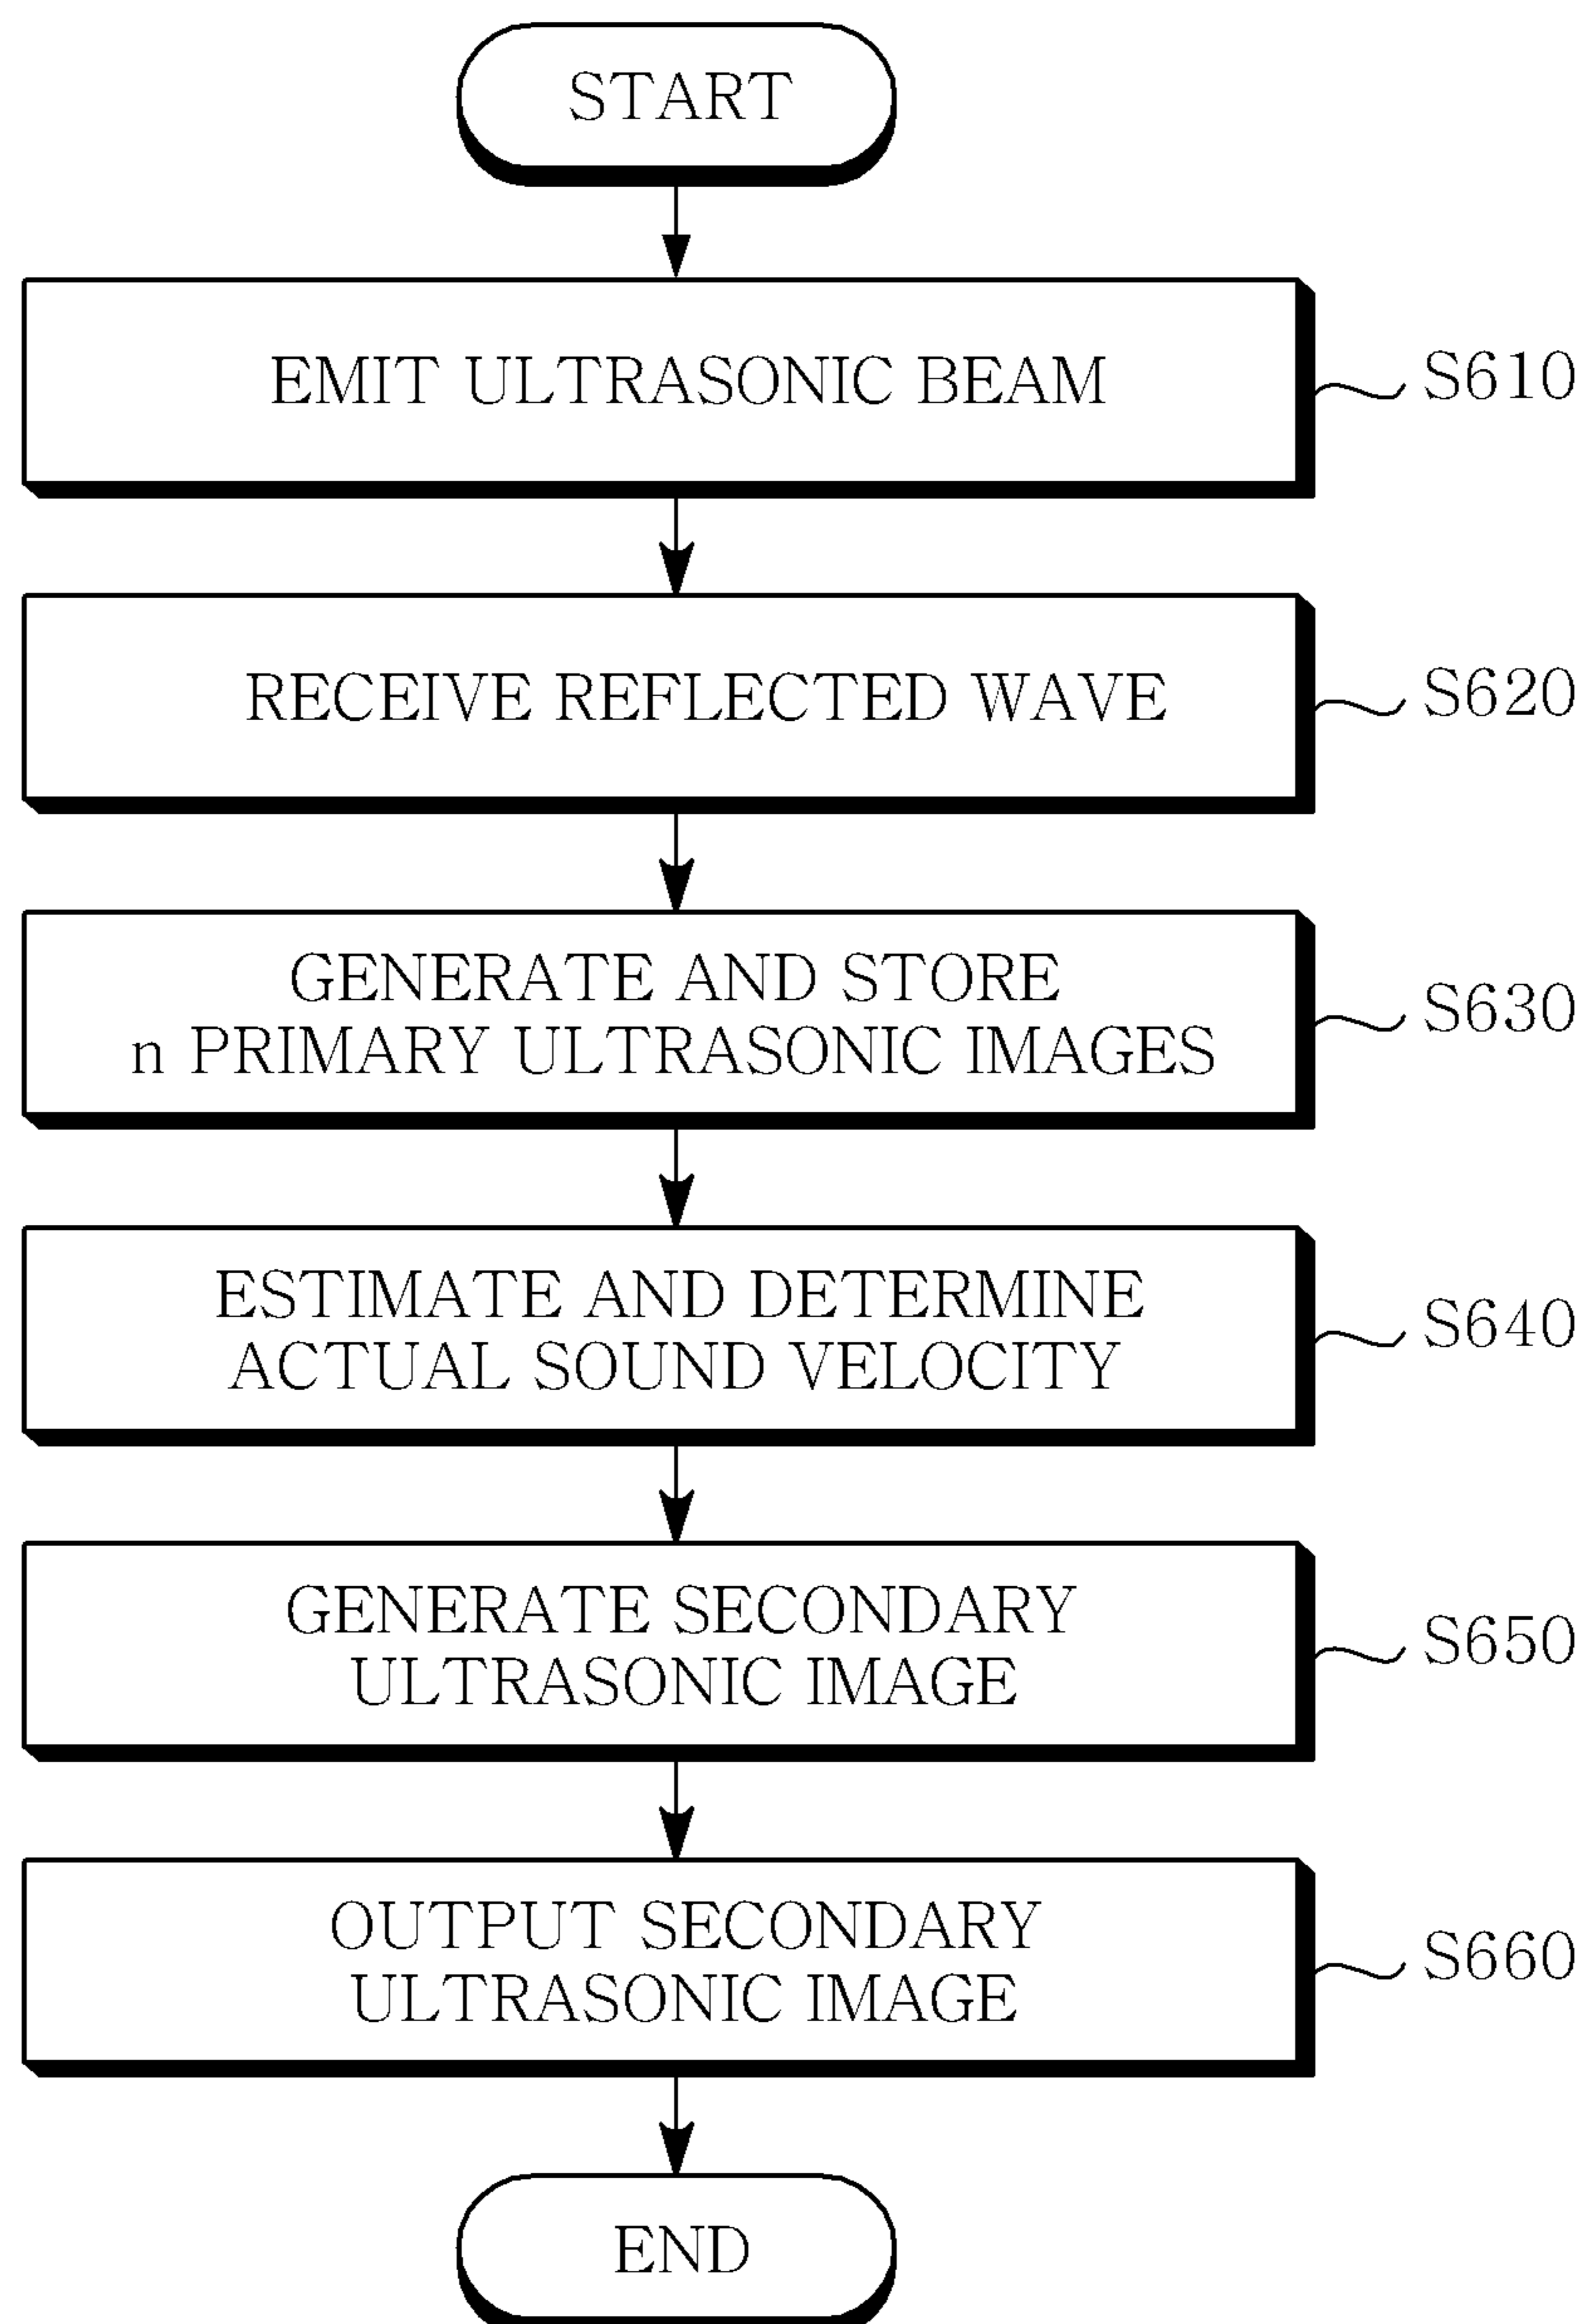 START
EMIT ULTRASONIC BEAM
S610
RECEIVE REFLECTED WAVE
S620
GENERATE AND STORE
n PRIMARY ULTRASONIC IMAGES
S630
ESTIMATE AND DETERMINE
ACTUAL SOUND VELOCITY
S640
GENERATE SECONDARY
ULTRASONIC IMAGE
S650
OUTPUT SECONDARY
ULTRASONIC IMAGE
S660
END